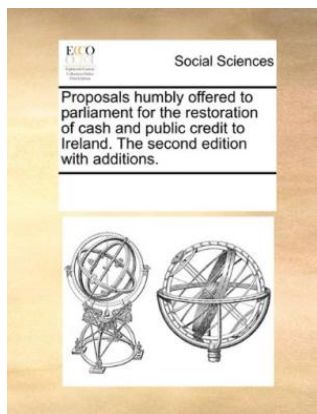 ECCO
Social Sciences
Proposals humbly offered to
parliament for the restoration
of cash and public credit to
Ireland. The second edition
with additions.